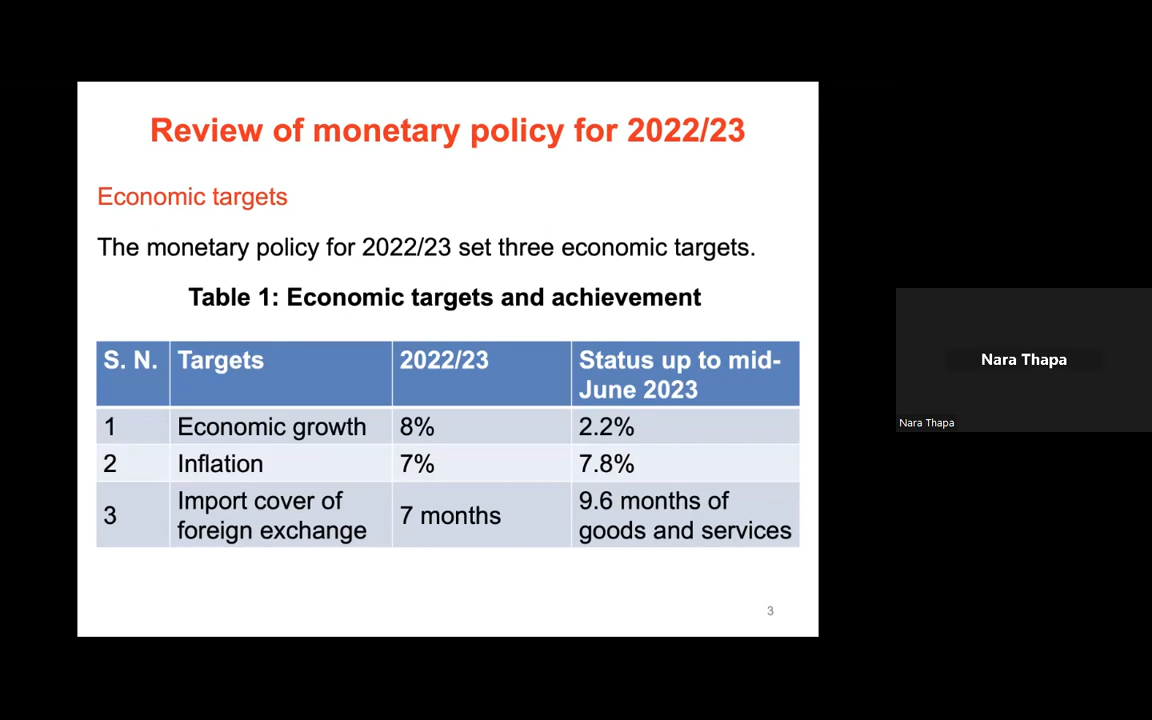 Review of monetary policy for 2022/23
Economic targets
The monetary policy for 2022/23 set three economic targets.
Table 1: Economic targets and achievement
S. N. Targets 2022/23 Status up to mid-
June 2023
1 Economic growth 8% 2.2%
2 Inflation 7% 7.8%
3 Import cover of foreign exchange 7 months 9.6 months of goods and services
3
Nara Thapa
Nara Thapa